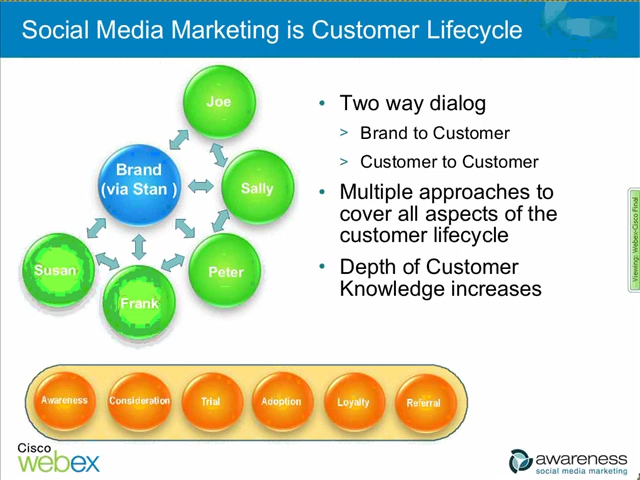 Social Media Marketing is Customer Lifecycle
Joe
Brand
(via Stan )
Sally
Susan
Peter
Frank
• Two way dialog
> Brand to Customer
> Customer to Customer
• Multiple approaches to
cover all aspects of the
customer lifecycle
• Depth of Customer
Knowledge increases
Viewing: Webex-Cisco Final
Awareness
Consideration
Trial
Adoption
Loyalty
Referral
Cisco
webex
awareness
social media marketing